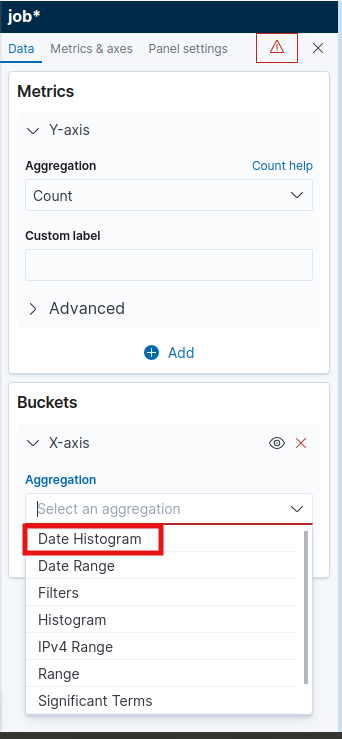 job*
Data Metrics & axes Panel settings
Metrics
Y-axis
Aggregation Count help
Count
Custom label
Advanced
Add
Buckets
X-axis
Aggregation
Select an aggregation
Date Histogram
Date Range
Filters
Histogram
IPv4 Range
Range
Significant Terms